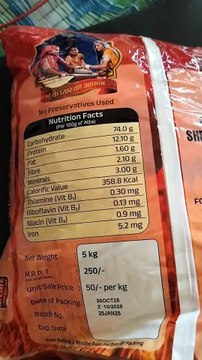 No Preservatives Used
Nutrition Facts
(Per 100g of Atta)
Carbohydrate 74.0 g
Protein 12.10 g
Fat 1.60 g
Fibre 2.10 g
Minerals 3.00 g
Calorific Value 358.8 Kcal
Thiamine (Vit B₁) 0.30 mg
Riboflavin (Vit B₂) 0.13 mg
Niacin (Vit B₃) 0.9 mg
Iron 5.2 mg
Net Weight 5 kg
M.R.P. ₹ 250/-
Unit Sale Price : 50/- per kg
Date of Packing:
Batch No.
Exp. Date